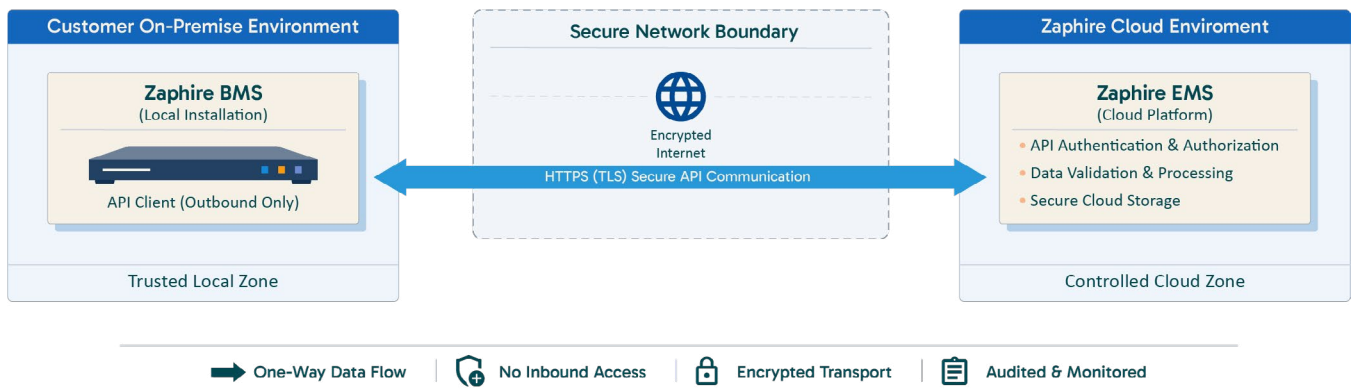 Customer On-Premise Environment
Zaphire BMS
(Local Installation)
API Client (Outbound Only)
Trusted Local Zone
Secure Network Boundary
Encrypted
Internet
HTTPS (TLS) Secure API Communication
Zaphire Cloud Enviroment
Zaphire EMS
(Cloud Platform)
• API Authentication & Authorization
• Data Validation & Processing
• Secure Cloud Storage
Controlled Cloud Zone
One-Way Data Flow
No Inbound Access
Encrypted Transport
Audited & Monitored